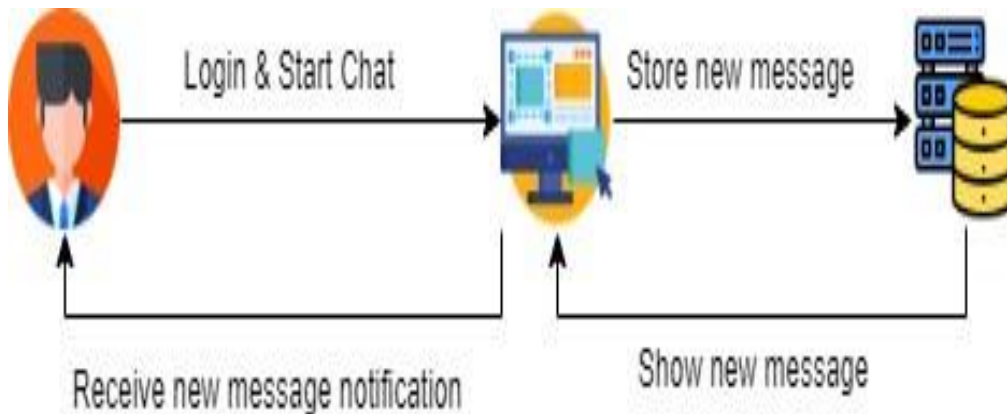 Login & Start Chat
Store new message
Receive new message notification
Show new message